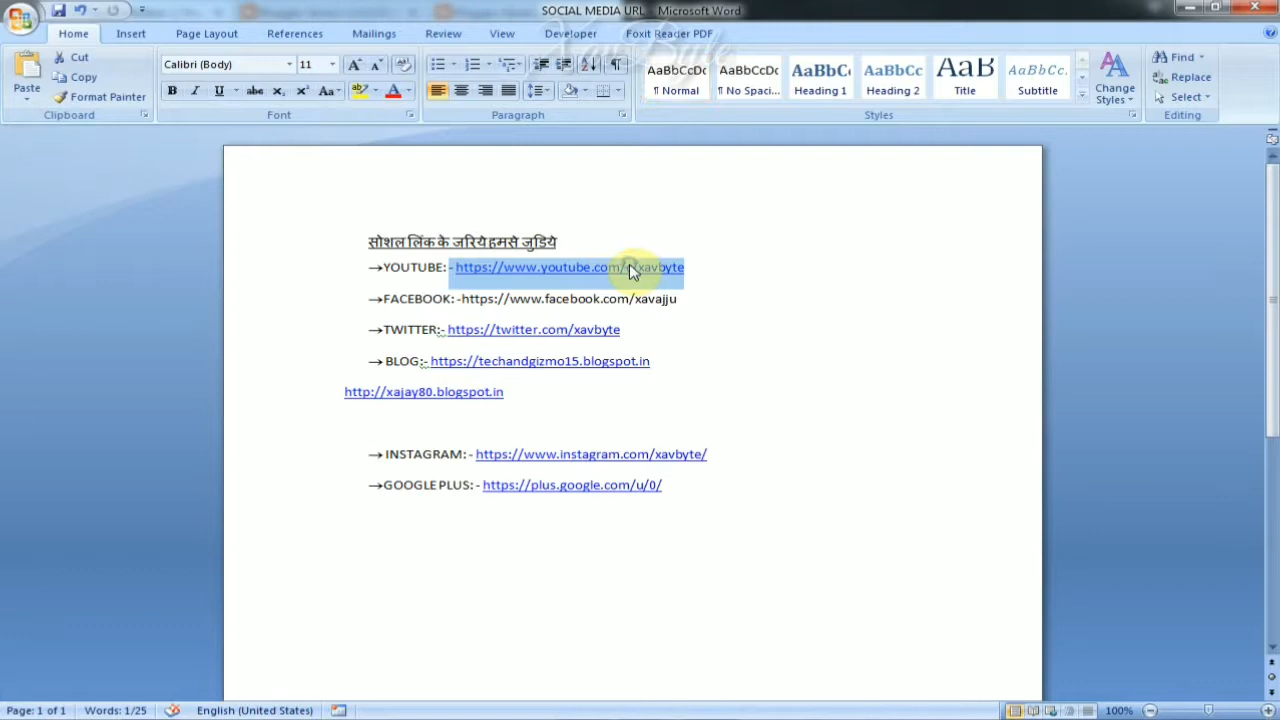 SOCIAL MEDIA URL - Microsoft Word
Home Insert Page Layout References Mailings Review View Developer Foxit Reader PDF
Cut
Copy
Format Painter
Paste
Clipboard
Calibri (Body) 11
Font
Paragraph
AaBbCcDc AaBbCcDc AaBbC AaBbCc AaB AaBbCc.
¶ Normal ¶ No Spaci... Heading 1 Heading 2 Title Subtitle
Change Styles
Styles
Find
Replace
Select
Editing
सोशल लिंक के जरिये हमसे जुडिये
→YOUTUBE: - https://www.youtube.com/c/xavbyte
→FACEBOOK: -https://www.facebook.com/xavajju
→TWITTER:- https://twitter.com/xavbyte
→ BLOG:- https://techandgizmo15.blogspot.in
http://xajay80.blogspot.in
→ INSTAGRAM: - https://www.instagram.com/xavbyte/
→GOOGLE PLUS: - https://plus.google.com/u/0/
Page: 1 of 1 Words: 1/25 English (United States) 100%